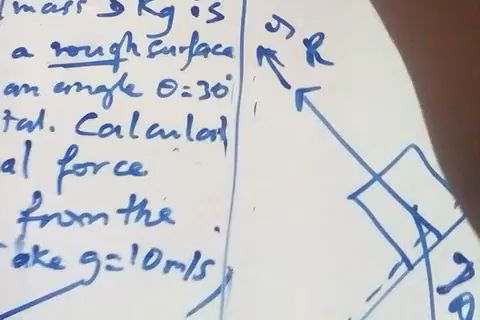 mass 5 Kg is
a rough surface
an angle θ=30°
tal. Calculat
al force
from the
ake g=10m/s
R
θ